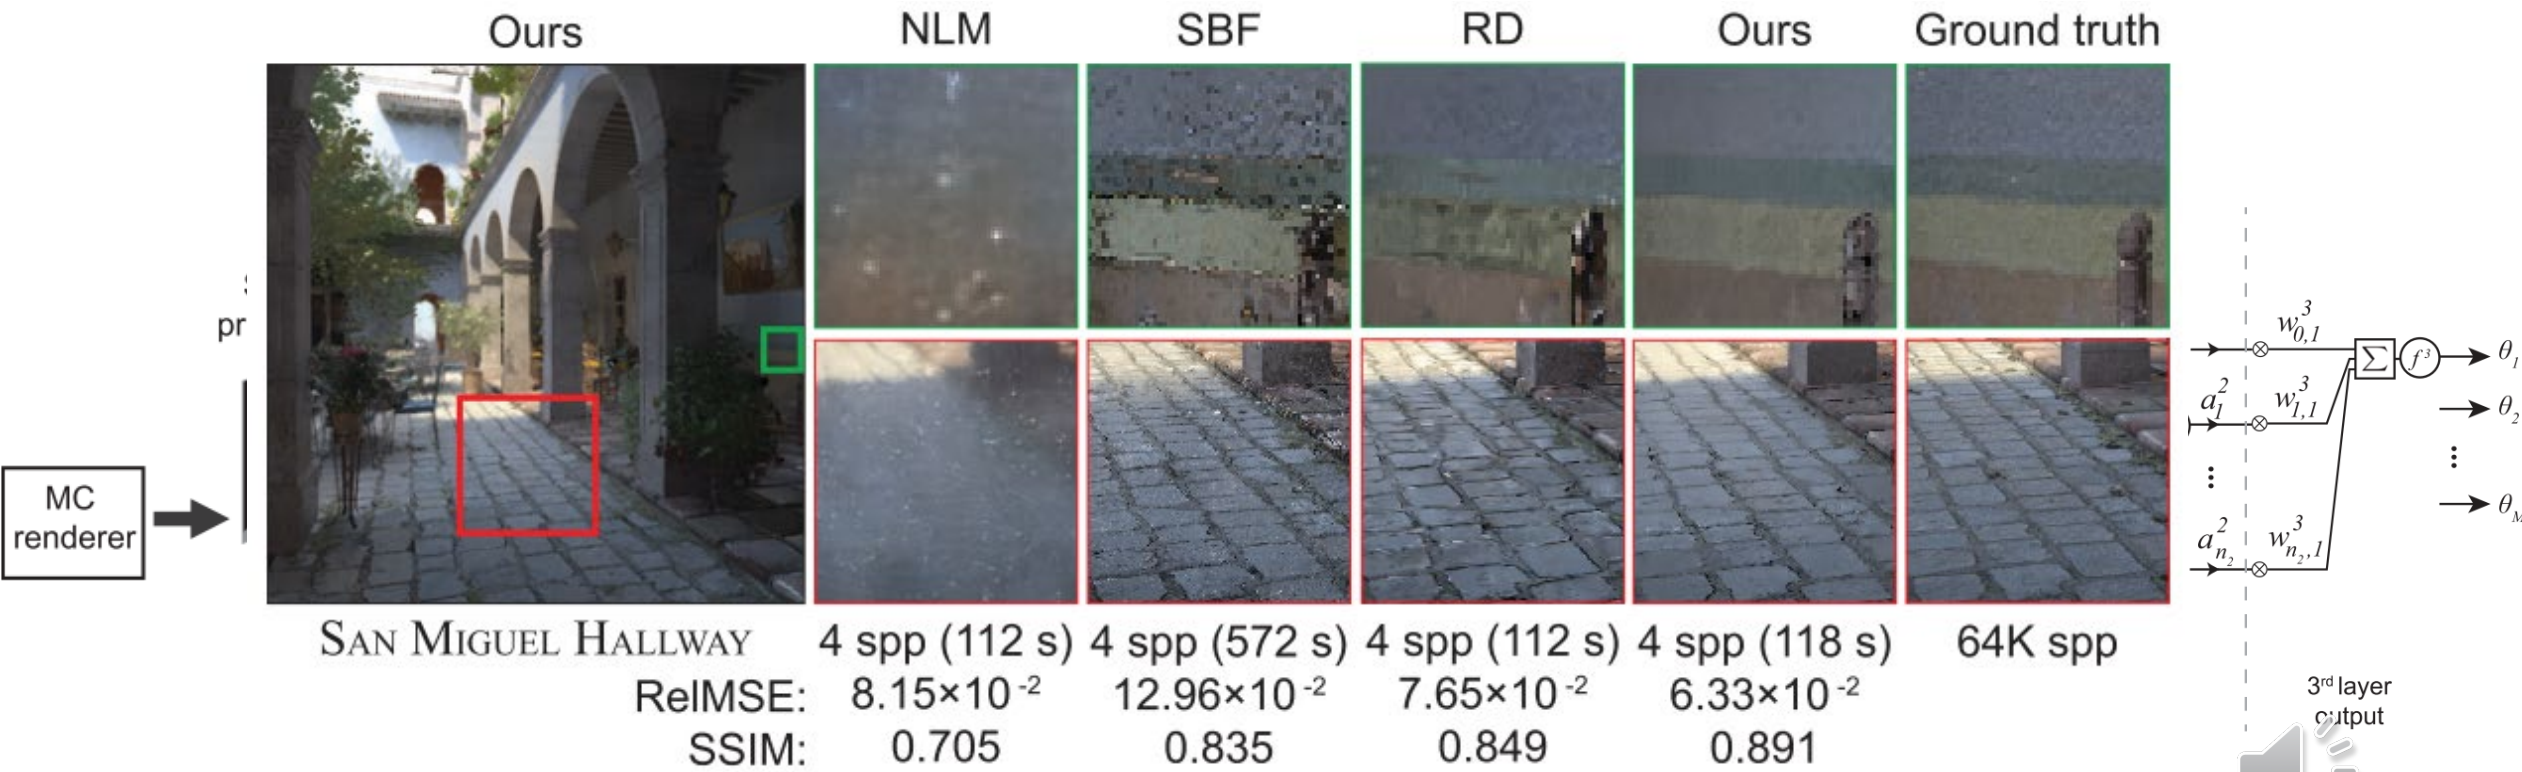 Ours NLM SBF RD Ours Ground truth
pr
MC
renderer
w³₀,₁
Σ f³ θ₁
a²₁ w³₁,₁ θ₂
a²ₙ₂ w³ₙ₂,₁ θ_M
SAN MIGUEL HALLWAY 4 spp (112 s) 4 spp (572 s) 4 spp (112 s) 4 spp (118 s) 64K spp
RelMSE: 8.15×10⁻² 12.96×10⁻² 7.65×10⁻² 6.33×10⁻²
SSIM: 0.705 0.835 0.849 0.891
3ʳᵈ layer
output